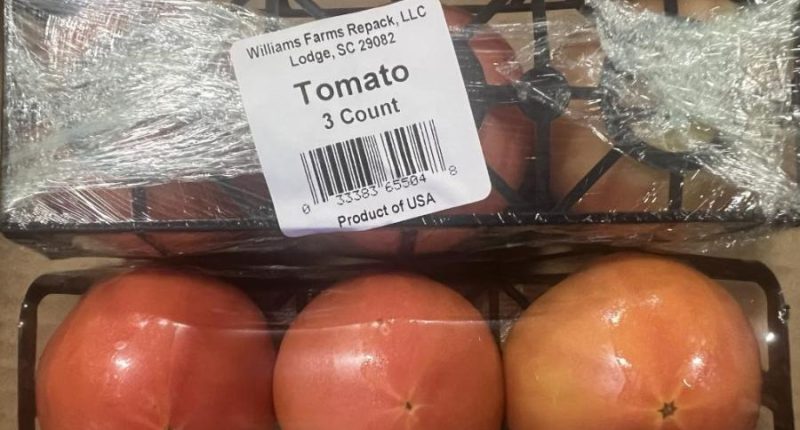 Williams Farms Repack, LLC
Lodge, SC 29082
Tomato
3 Count
0 33383 65504 8
Product of USA